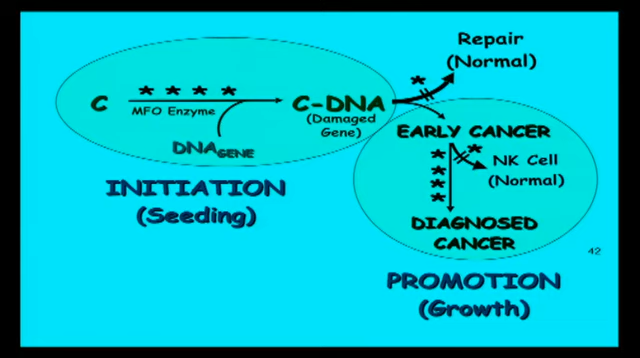 Repair
(Normal)
* * * *
*
C
MFO Enzyme
C-DNA
(Damaged
Gene)
DNAGENE
EARLY CANCER
*
*
NK Cell
(Normal)
*
*
*
INITIATION
(Seeding)
DIAGNOSED
CANCER
42
PROMOTION
(Growth)